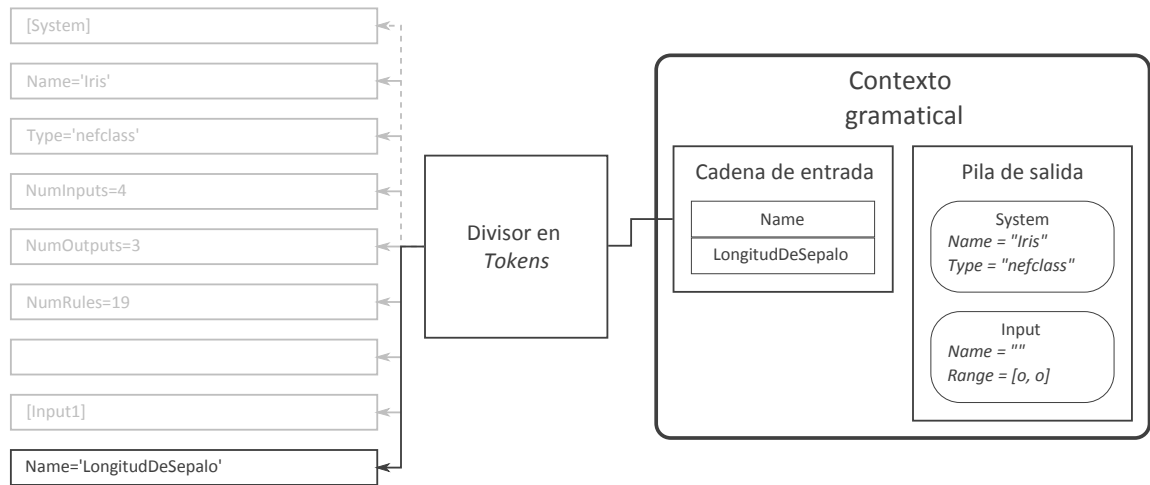 [System]
Name='Iris'
Type='nefclass'
NumInputs=4
NumOutputs=3
NumRules=19
[Input1]
Name='LongitudDeSepalo'
Divisor en
Tokens
Contexto
gramatical
Cadena de entrada
Name
LongitudDeSepalo
Pila de salida
System
Name = "Iris"
Type = "nefclass"
Input
Name = ""
Range = [o, o]